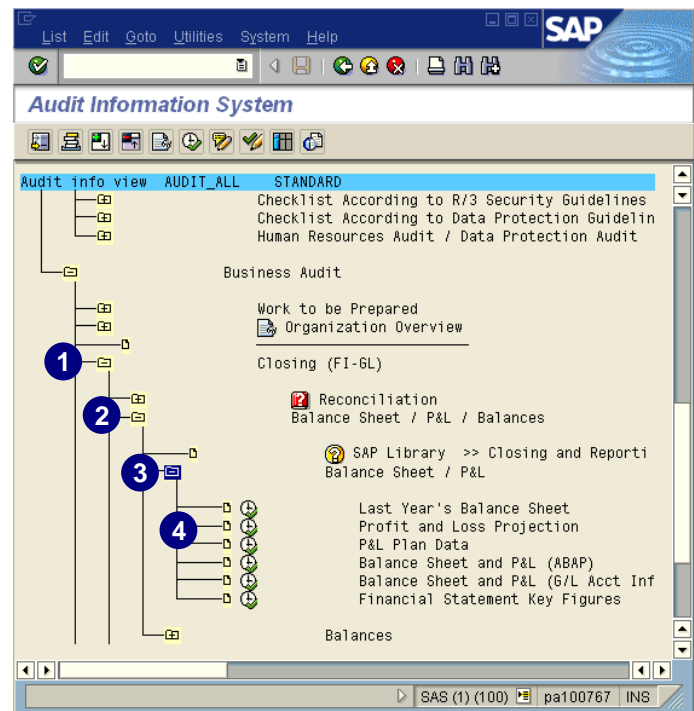 List Edit Goto Utilities System Help
SAP
Audit Information System
Audit info view AUDIT_ALL STANDARD
Checklist According to R/3 Security Guidelines
Checklist According to Data Protection Guidelin
Human Resources Audit / Data Protection Audit
Business Audit
Work to be Prepared
Organization Overview
1 Closing (FI-GL)
Reconciliation
2 Balance Sheet / P&L / Balances
SAP Library >> Closing and Reporti
3 Balance Sheet / P&L
Last Year's Balance Sheet
4 Profit and Loss Projection
P&L Plan Data
Balance Sheet and P&L (ABAP)
Balance Sheet and P&L (G/L Acct Inf
Financial Statement Key Figures
Balances
SAS (1) (100) pa100767 INS